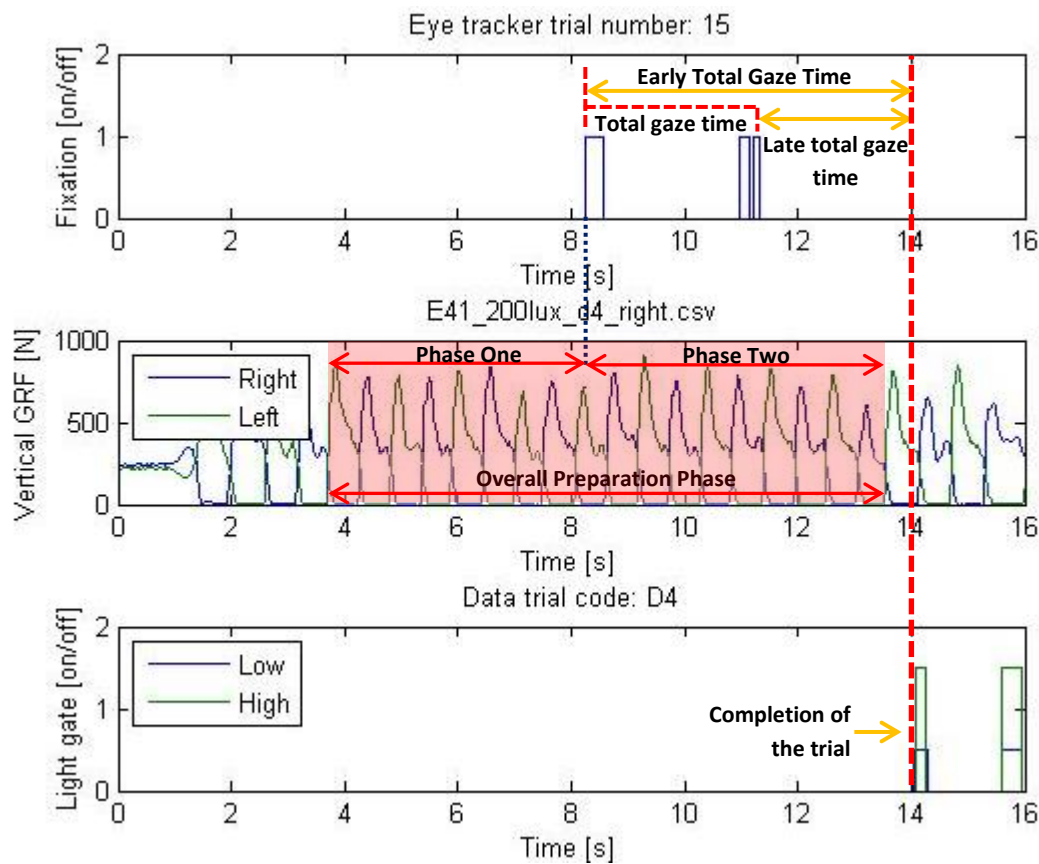 Eye tracker trial number: 15
Fixation [on/off]
2
1
0
Early Total Gaze Time
Total gaze time
Late total gaze
time
0 2 4 6 8 10 12 14 16
Time [s]
E41_200lux_d4_right.csv
Vertical GRF [N]
1000
500
0
Right
Left
Phase One
Phase Two
Overall Preparation Phase
0 2 4 6 8 10 12 14 16
Time [s]
Data trial code: D4
Light gate [on/off]
2
1
0
Low
High
Completion of
the trial
0 2 4 6 8 10 12 14 16
Time [s]